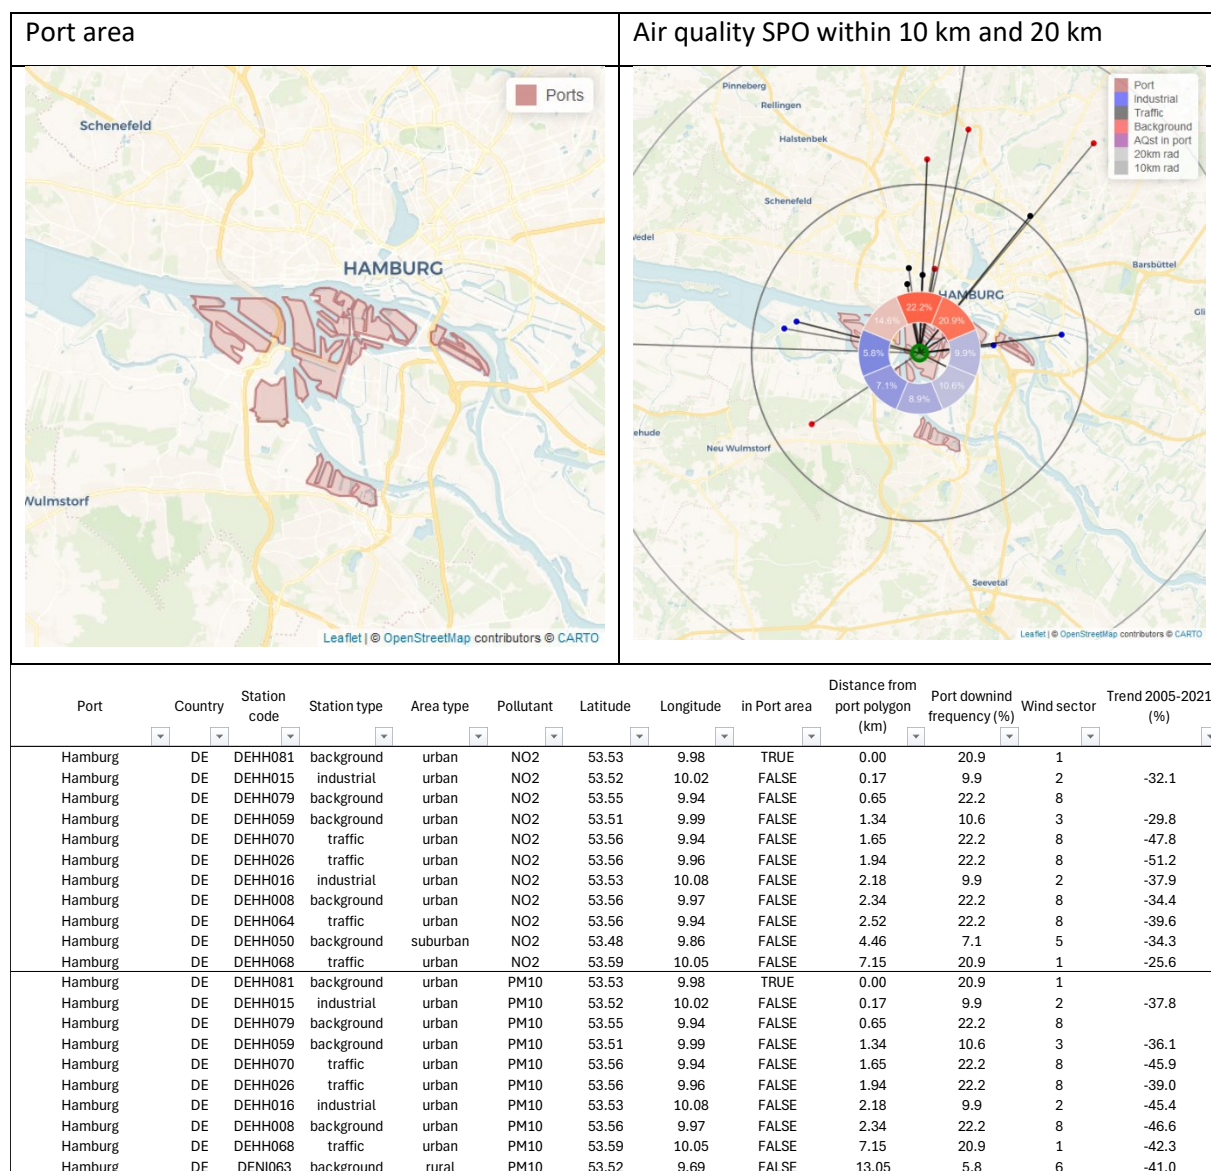 Port area
Air quality SPO within 10 km and 20 km
Ports
Schenefeld
HAMBURG
Wulmstorf
Leaflet | © OpenStreetMap contributors © CARTO
Port
Industrial
Traffic
Background
AQst in port
20km rad
10km rad
Pinneberg
Rellingen
Halstenbek
Schenefeld
edel
Barsbüttel
HAMBURG
Gli
22.2%
14.6%
20.9%
5.8%
9.9%
7.1%
10.6%
8.9%
ehude
Neu Wulmstorf
Seevetal
Leaflet | © OpenStreetMap contributors © CARTO
Port Country Station code Station type Area type Pollutant Latitude Longitude in Port area Distance from port polygon (km) Port downind frequency (%) Wind sector Trend 2005-2021 (%)
Hamburg DE DEHH081 background urban NO2 53.53 9.98 TRUE 0.00 20.9 1
Hamburg DE DEHH015 industrial urban NO2 53.52 10.02 FALSE 0.17 9.9 2 -32.1
Hamburg DE DEHH079 background urban NO2 53.55 9.94 FALSE 0.65 22.2 8
Hamburg DE DEHH059 background urban NO2 53.51 9.99 FALSE 1.34 10.6 3 -29.8
Hamburg DE DEHH070 traffic urban NO2 53.56 9.94 FALSE 1.65 22.2 8 -47.8
Hamburg DE DEHH026 traffic urban NO2 53.56 9.96 FALSE 1.94 22.2 8 -51.2
Hamburg DE DEHH016 industrial urban NO2 53.53 10.08 FALSE 2.18 9.9 2 -37.9
Hamburg DE DEHH008 background urban NO2 53.56 9.97 FALSE 2.34 22.2 8 -34.4
Hamburg DE DEHH064 traffic urban NO2 53.56 9.94 FALSE 2.52 22.2 8 -39.6
Hamburg DE DEHH050 background suburban NO2 53.48 9.86 FALSE 4.46 7.1 5 -34.3
Hamburg DE DEHH068 traffic urban NO2 53.59 10.05 FALSE 7.15 20.9 1 -25.6
Hamburg DE DEHH081 background urban PM10 53.53 9.98 TRUE 0.00 20.9 1
Hamburg DE DEHH015 industrial urban PM10 53.52 10.02 FALSE 0.17 9.9 2 -37.8
Hamburg DE DEHH079 background urban PM10 53.55 9.94 FALSE 0.65 22.2 8
Hamburg DE DEHH059 background urban PM10 53.51 9.99 FALSE 1.34 10.6 3 -36.1
Hamburg DE DEHH070 traffic urban PM10 53.56 9.94 FALSE 1.65 22.2 8 -45.9
Hamburg DE DEHH026 traffic urban PM10 53.56 9.96 FALSE 1.94 22.2 8 -39.0
Hamburg DE DEHH016 industrial urban PM10 53.53 10.08 FALSE 2.18 9.9 2 -45.4
Hamburg DE DEHH008 background urban PM10 53.56 9.97 FALSE 2.34 22.2 8 -46.6
Hamburg DE DEHH068 traffic urban PM10 53.59 10.05 FALSE 7.15 20.9 1 -42.3
Hamburg DE DENI063 background rural PM10 53.52 9.69 FALSE 13.05 5.8 6 -41.0